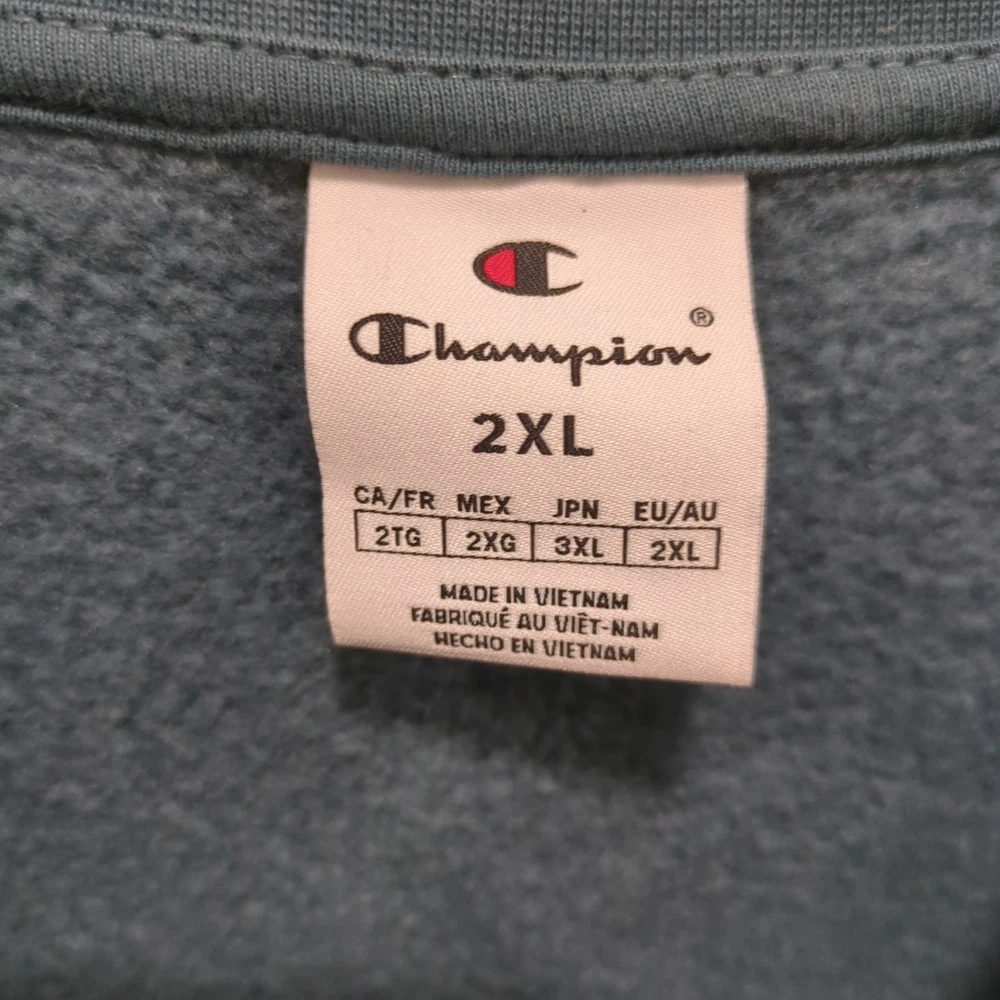 Champion®
2XL
CA/FR MEX JPN EU/AU
2TG 2XG 3XL 2XL
MADE IN VIETNAM
FABRIQUÉ AU VIÊT-NAM
HECHO EN VIETNAM